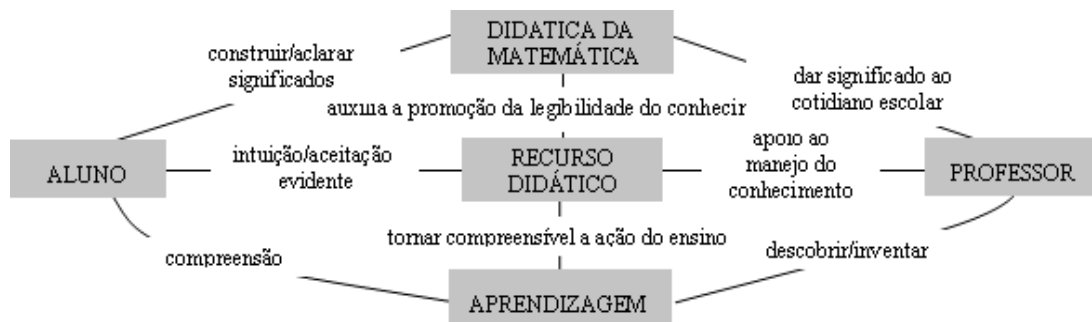 DIDATICA DA
MATEMÁTICA
construir/aclarar
significados
dar significado ao
cotidiano escolar
auxilia a promoção da legibilidade do conhecir
ALUNO
intuição/aceitação
evidente
RECURSO
DIDÁTICO
apoio ao
manejo do
conhecimento
PROFESSOR
tornar compreensível a ação do ensino
compreensão
descobrir/inventar
APRENDIZAGEM